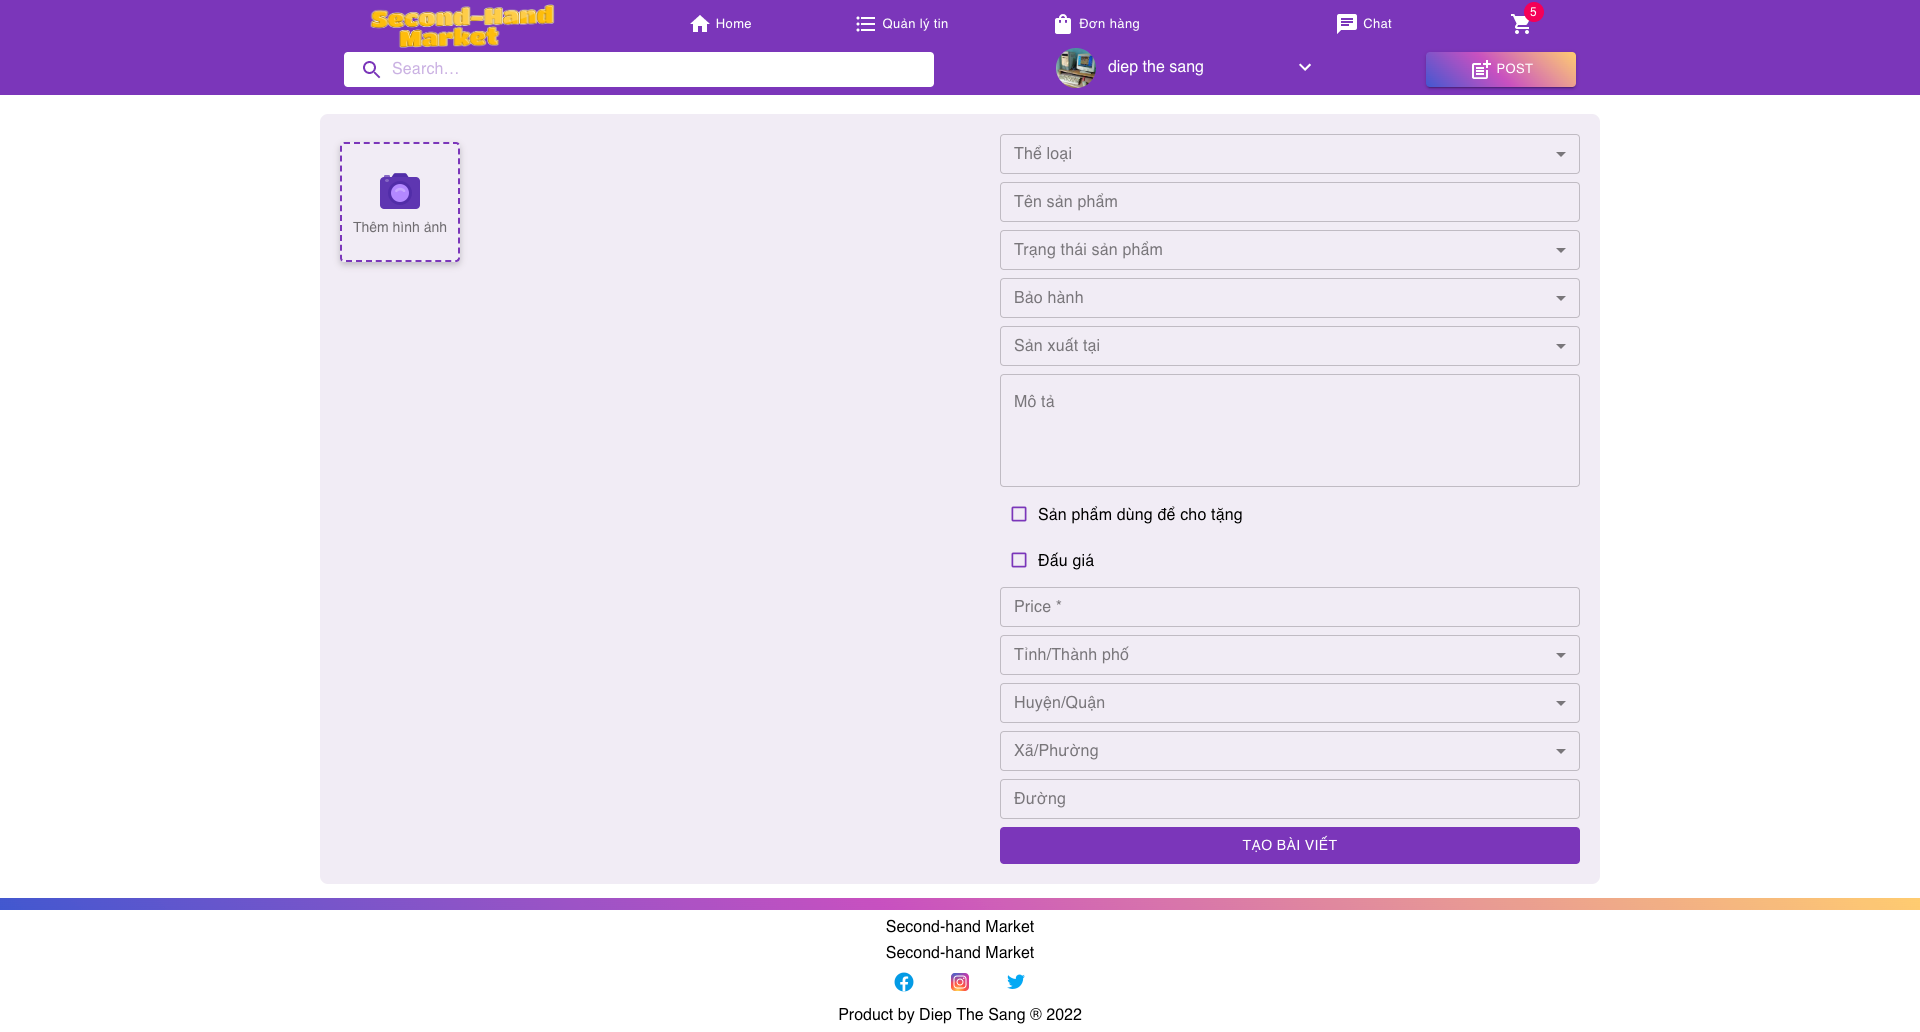 Second-Hand
Market
Home
Quản lý tin
Đơn hàng
Chat
5
Search...
diep the sang
POST
Thêm hình ảnh
Thể loại
Tên sản phẩm
Trạng thái sản phẩm
Bảo hành
Sản xuất tại
Mô tả
Sản phẩm dùng để cho tặng
Đấu giá
Price *
Tỉnh/Thành phố
Huyện/Quận
Xã/Phường
Đường
TẠO BÀI VIẾT
Second-hand Market
Second-hand Market
Product by Diep The Sang ® 2022